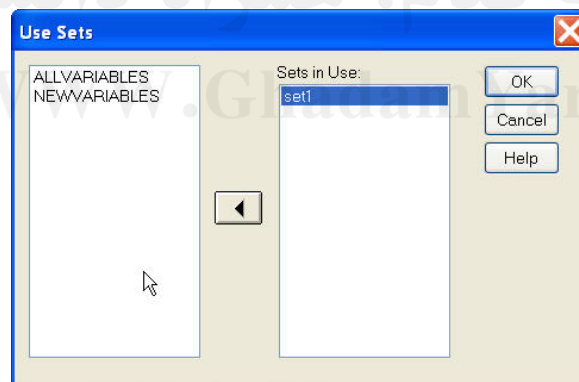 Use Sets
ALLVARIABLES
NEWVARIABLES
Sets in Use:
set1
OK
Cancel
Help